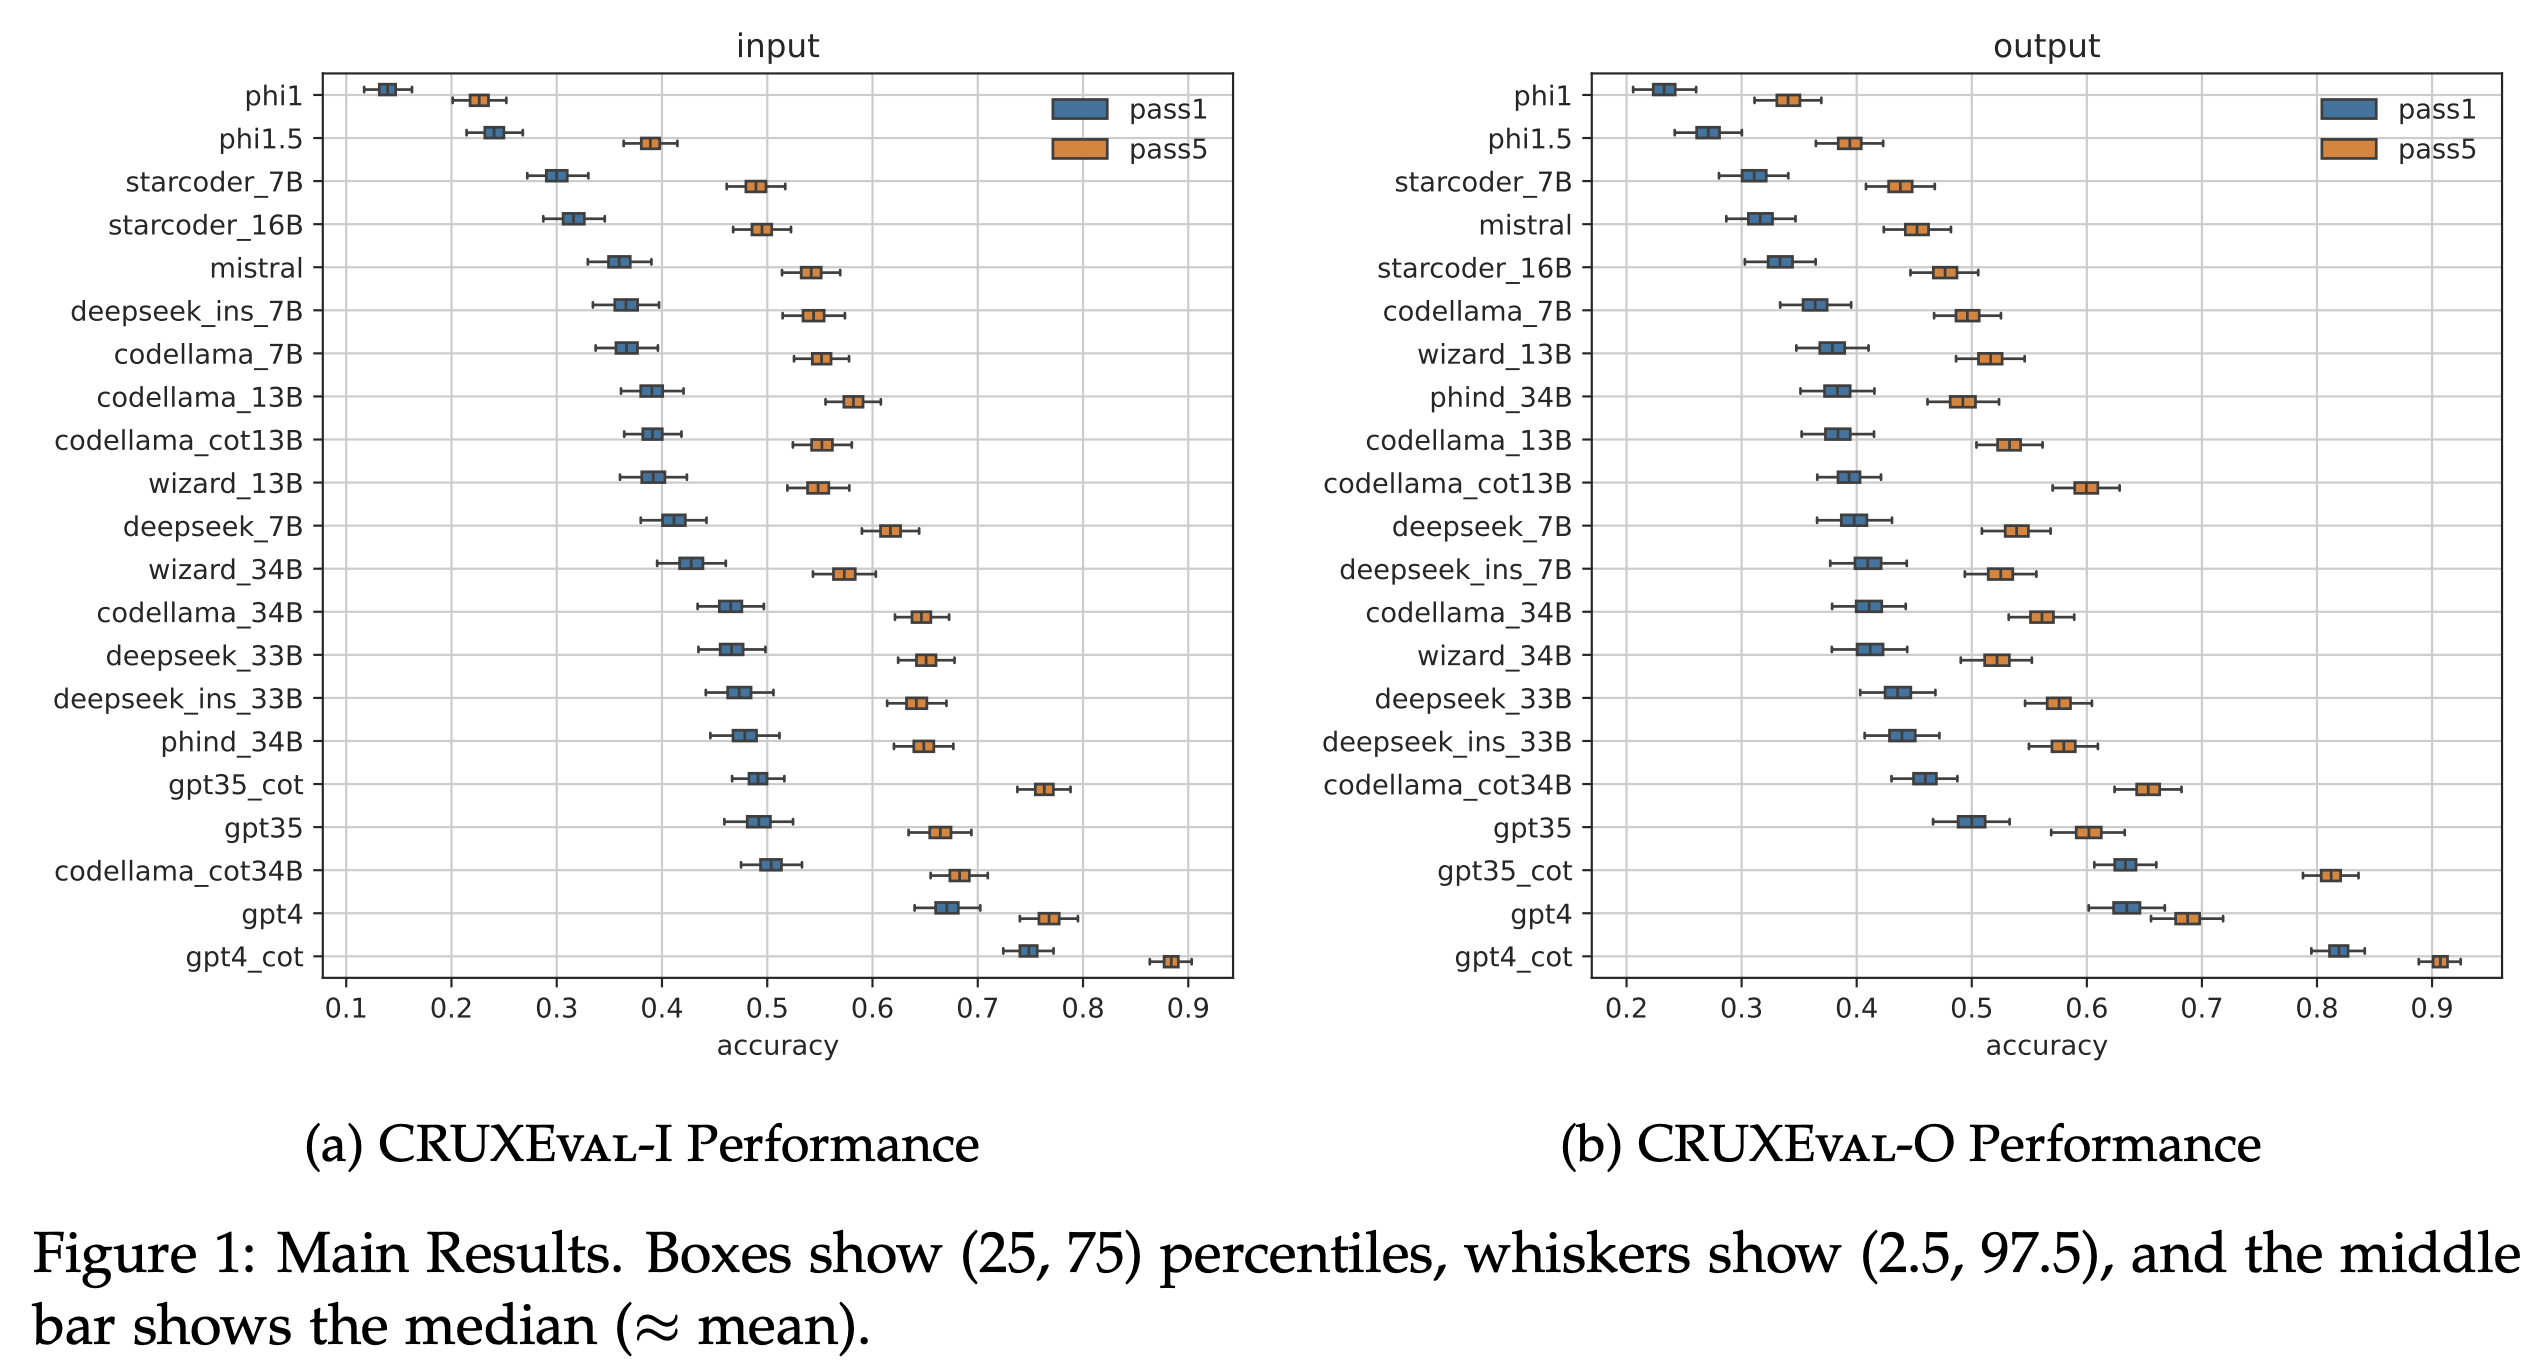 input
phi1
phi1.5
starcoder_7B
starcoder_16B
mistral
deepseek_ins_7B
codellama_7B
codellama_13B
codellama_cot13B
wizard_13B
deepseek_7B
wizard_34B
codellama_34B
deepseek_33B
deepseek_ins_33B
phind_34B
gpt35_cot
gpt35
codellama_cot34B
gpt4
gpt4_cot
pass1
pass5
0.1 0.2 0.3 0.4 0.5 0.6 0.7 0.8 0.9
accuracy
(a) CRUXEVAL-I Performance
output
phi1
phi1.5
starcoder_7B
mistral
starcoder_16B
codellama_7B
wizard_13B
phind_34B
codellama_13B
codellama_cot13B
deepseek_7B
deepseek_ins_7B
codellama_34B
wizard_34B
deepseek_33B
deepseek_ins_33B
codellama_cot34B
gpt35
gpt35_cot
gpt4
gpt4_cot
pass1
pass5
0.2 0.3 0.4 0.5 0.6 0.7 0.8 0.9
accuracy
(b) CRUXEVAL-O Performance
Figure 1: Main Results. Boxes show (25, 75) percentiles, whiskers show (2.5, 97.5), and the middle
bar shows the median (≈ mean).